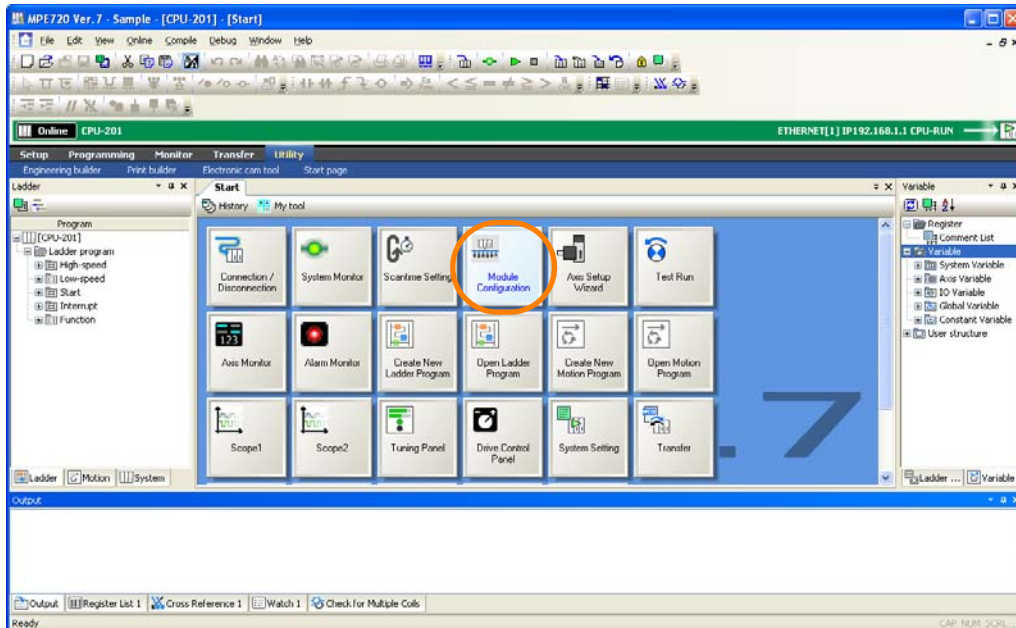 MPE720 Ver. 7 - Sample - [CPU-201] - [Start]
File Edit View Online Compile Debug Window Help
Online CPU-201 ETHERNET[1] IP192.168.1.1 CPU-RUN
Setup Programming Monitor Transfer Utility
Engineering builder Print builder Electronic cam tool Start page
Ladder
Program
[CPU-201]
Ladder program
High-speed
Low-speed
Start
Interrupt
Function
Ladder Motion System
Start
History My tool
Connection / Disconnection
System Monitor
Scantime Setting
Module Configuration
Axis Setup Wizard
Test Run
Axis Monitor
Alarm Monitor
Create New Ladder Program
Open Ladder Program
Create New Motion Program
Open Motion Program
Scope1
Scope2
Tuning Panel
Drive Control Panel
System Setting
Transfer
.7
Variable
Register
Comment List
Variable
System Variable
Axis Variable
IO Variable
Global Variable
Constant Variable
User structure
Ladder ... Variable
Output
Output Register List 1 Cross Reference 1 Watch 1 Check for Multiple Coils
Ready CAP NUM SCRL